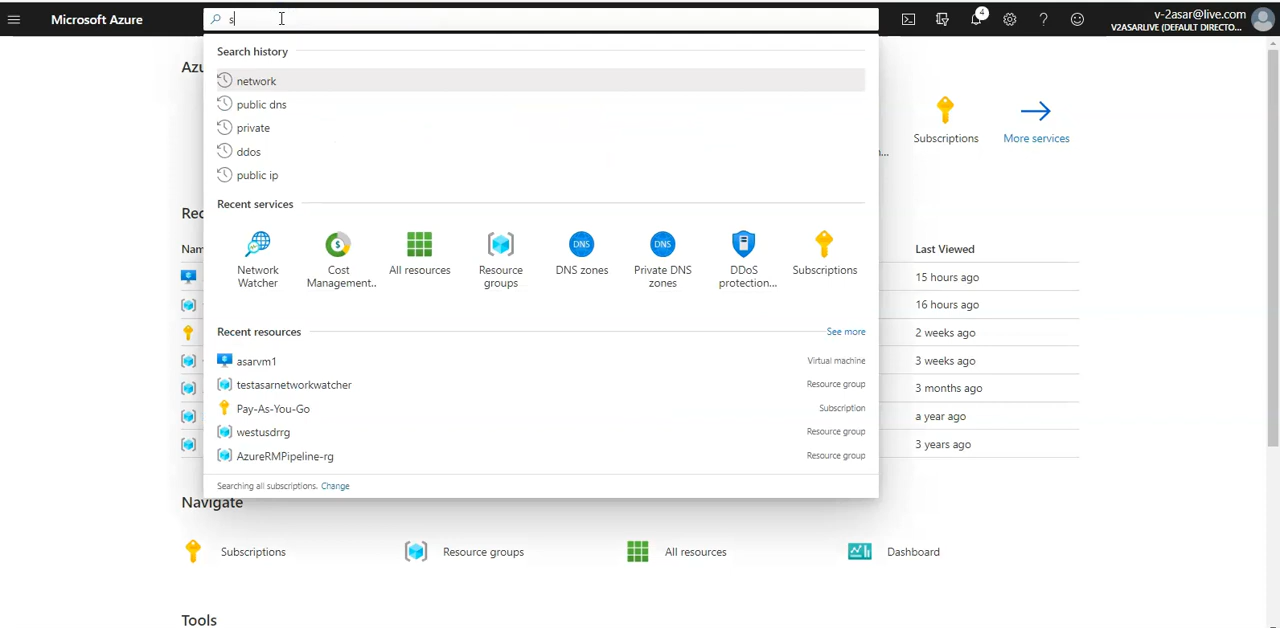 Microsoft Azure
s
4
v-2asar@live.com
V2ASARLIVE (DEFAULT DIRECTO...
Azu
Search history
network
public dns
private
ddos
public ip
Subscriptions
More services
n...
Recent services
Rec
Network Watcher
Cost Management..
All resources
Resource groups
DNS zones
Private DNS zones
DDoS protection...
Subscriptions
Nam
Last Viewed
15 hours ago
16 hours ago
2 weeks ago
3 weeks ago
3 months ago
a year ago
3 years ago
Recent resources
See more
asarvm1 Virtual machine
testasarnetworkwatcher Resource group
Pay-As-You-Go Subscription
westusdrrg Resource group
AzureRMPipeline-rg Resource group
Searching all subscriptions. Change
Navigate
Subscriptions
Resource groups
All resources
Dashboard
Tools